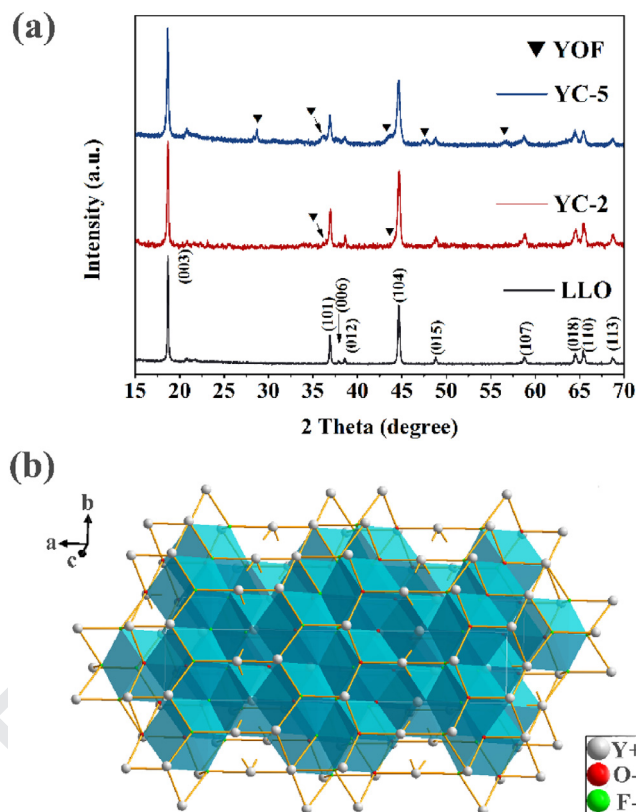 (a)
▼ YOF
YC-5
YC-2
LLO
Intensity (a.u.)
(003)
(101)
(006)
(012)
(104)
(015)
(107)
(018)
(110)
(113)
15 20 25 30 35 40 45 50 55 60 65 70
2 Theta (degree)
(b)
b
a
c
Y+
O-
F-